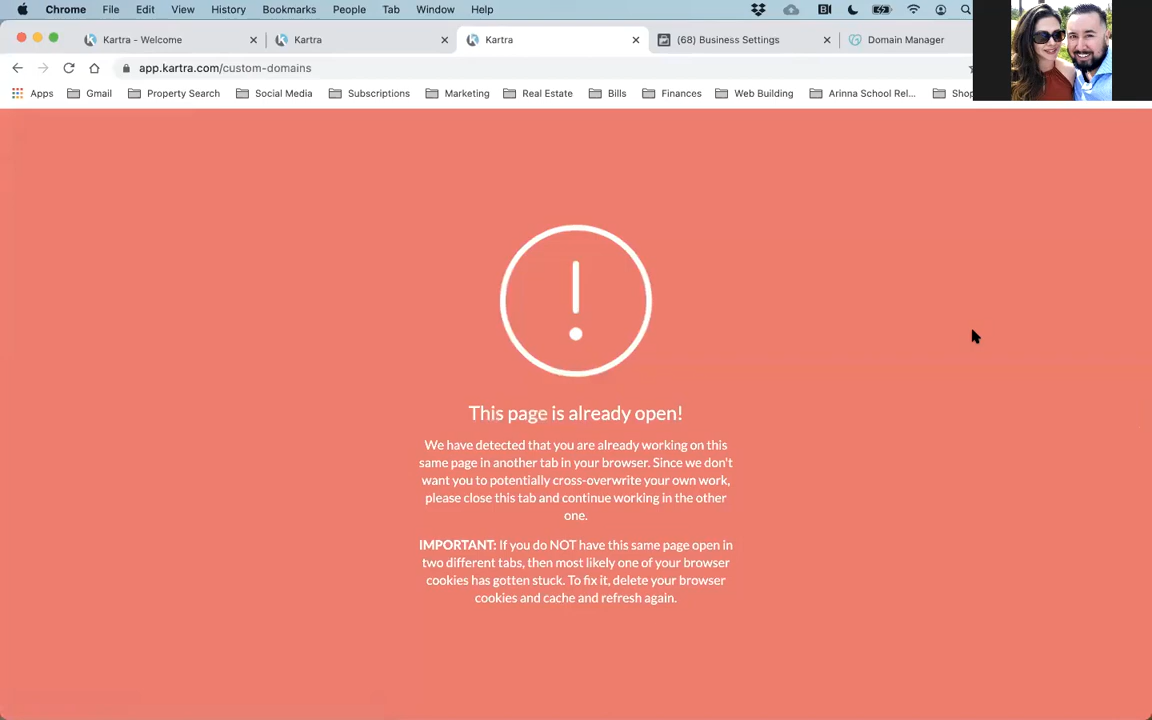 Chrome File Edit View History Bookmarks People Tab Window Help
Kartra - Welcome Kartra Kartra (68) Business Settings Domain Manager
app.kartra.com/custom-domains
Apps Gmail Property Search Social Media Subscriptions Marketing Real Estate Bills Finances Web Building Arinna School Rel... Shop
This page is already open!
We have detected that you are already working on this
same page in another tab in your browser. Since we don't
want you to potentially cross-overwrite your own work,
please close this tab and continue working in the other
one.
IMPORTANT: If you do NOT have this same page open in
two different tabs, then most likely one of your browser
cookies has gotten stuck. To fix it, delete your browser
cookies and cache and refresh again.